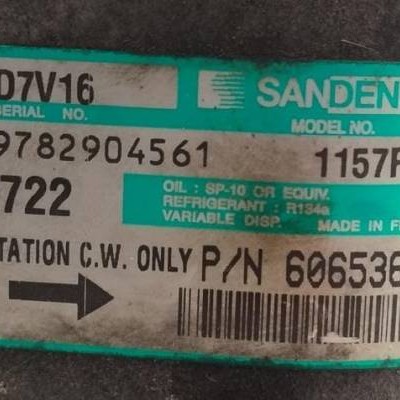 D7V16 SANDEN
SERIAL NO. MODEL NO.
9782904561 1157F
722 OIL : SP-10 OR EQUIV.
REFRIGERANT : R134a
VARIABLE DISP. MADE IN F
TATION C.W. ONLY P/N 606536